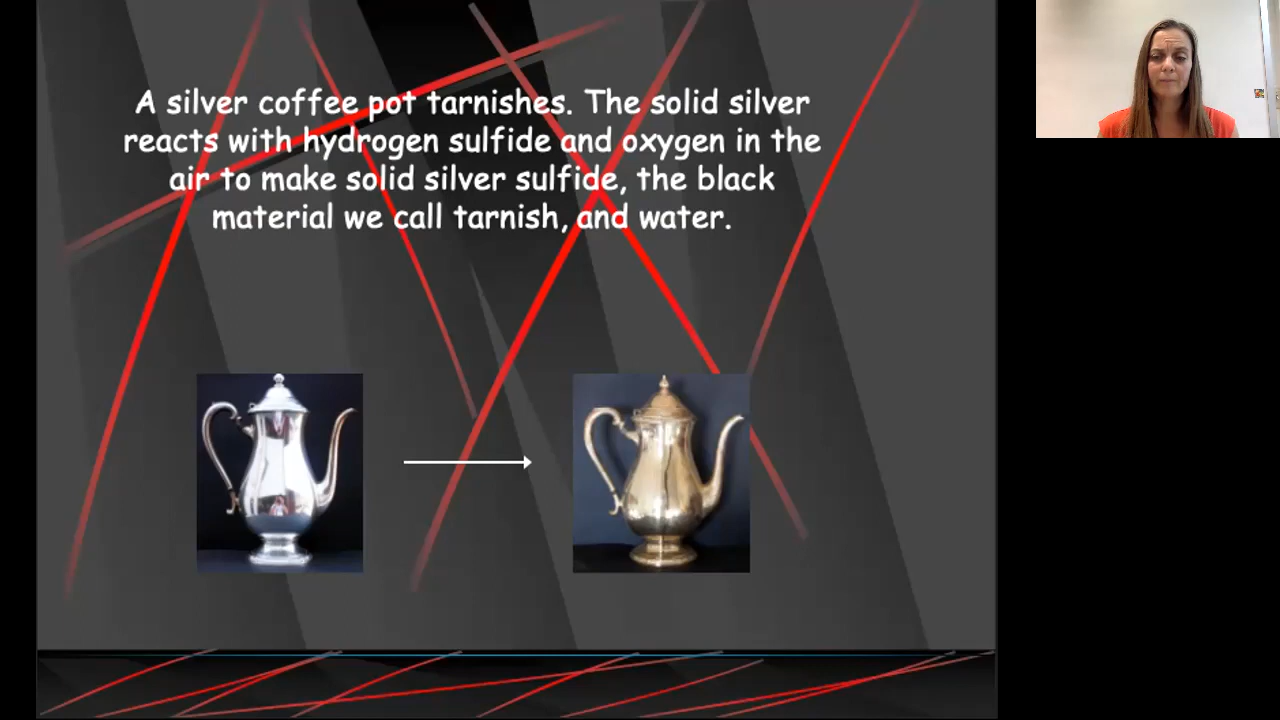 A silver coffee pot tarnishes. The solid silver
reacts with hydrogen sulfide and oxygen in the
air to make solid silver sulfide, the black
material we call tarnish, and water.